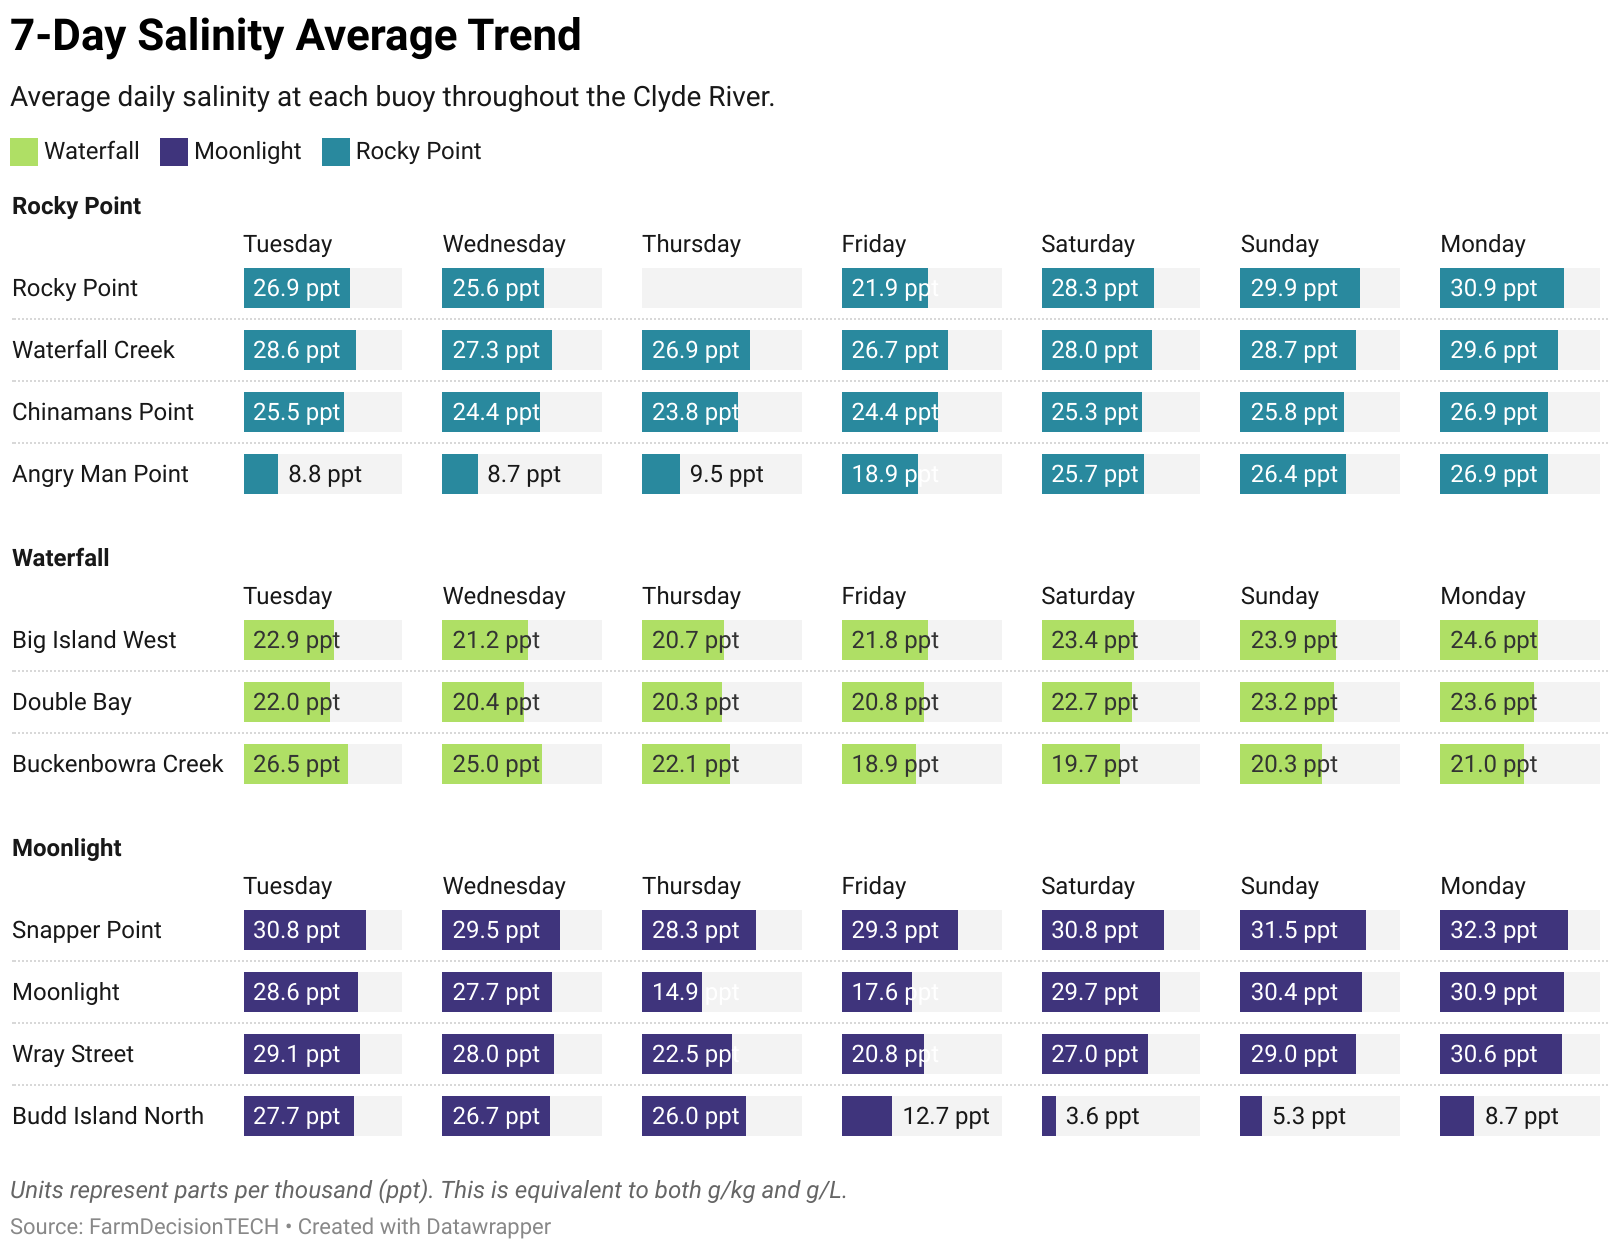 7-Day Salinity Average Trend
Average daily salinity at each buoy throughout the Clyde River.
Waterfall Moonlight Rocky Point
Rocky Point
Tuesday Wednesday Thursday Friday Saturday Sunday Monday
Rocky Point 26.9 ppt 25.6 ppt 21.9 ppt 28.3 ppt 29.9 ppt 30.9 ppt
Waterfall Creek 28.6 ppt 27.3 ppt 26.9 ppt 26.7 ppt 28.0 ppt 28.7 ppt 29.6 ppt
Chinamans Point 25.5 ppt 24.4 ppt 23.8 ppt 24.4 ppt 25.3 ppt 25.8 ppt 26.9 ppt
Angry Man Point 8.8 ppt 8.7 ppt 9.5 ppt 18.9 ppt 25.7 ppt 26.4 ppt 26.9 ppt
Waterfall
Tuesday Wednesday Thursday Friday Saturday Sunday Monday
Big Island West 22.9 ppt 21.2 ppt 20.7 ppt 21.8 ppt 23.4 ppt 23.9 ppt 24.6 ppt
Double Bay 22.0 ppt 20.4 ppt 20.3 ppt 20.8 ppt 22.7 ppt 23.2 ppt 23.6 ppt
Buckenbowra Creek 26.5 ppt 25.0 ppt 22.1 ppt 18.9 ppt 19.7 ppt 20.3 ppt 21.0 ppt
Moonlight
Tuesday Wednesday Thursday Friday Saturday Sunday Monday
Snapper Point 30.8 ppt 29.5 ppt 28.3 ppt 29.3 ppt 30.8 ppt 31.5 ppt 32.3 ppt
Moonlight 28.6 ppt 27.7 ppt 14.9 ppt 17.6 ppt 29.7 ppt 30.4 ppt 30.9 ppt
Wray Street 29.1 ppt 28.0 ppt 22.5 ppt 20.8 ppt 27.0 ppt 29.0 ppt 30.6 ppt
Budd Island North 27.7 ppt 26.7 ppt 26.0 ppt 12.7 ppt 3.6 ppt 5.3 ppt 8.7 ppt
Units represent parts per thousand (ppt). This is equivalent to both g/kg and g/L.
Source: FarmDecisionTECH • Created with Datawrapper